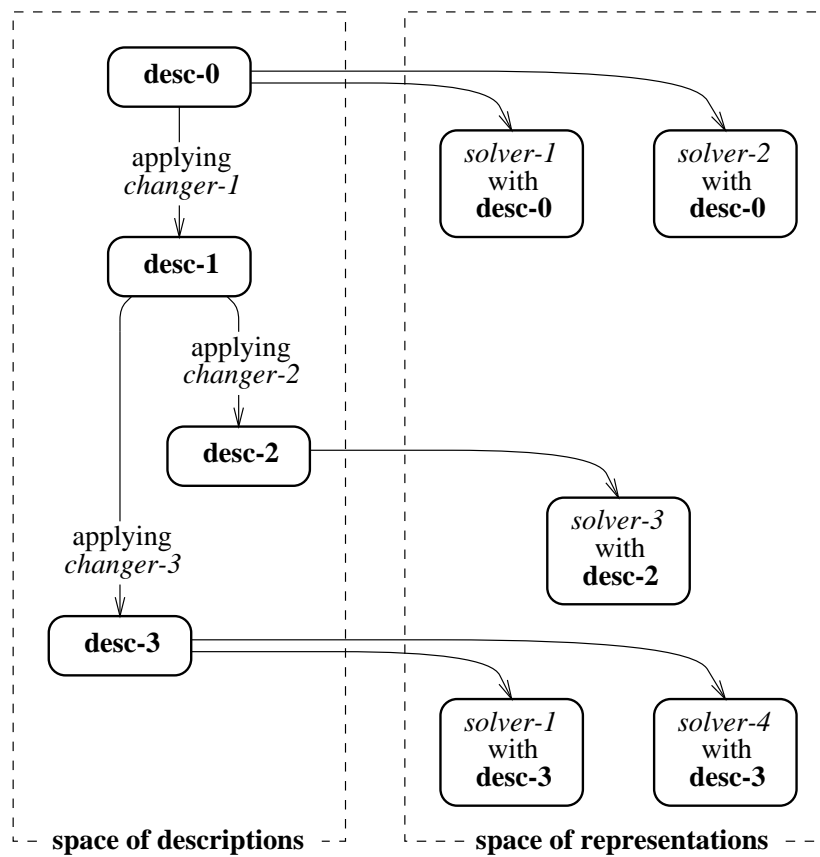 desc-0
applying
changer-1
solver-1
with
desc-0
solver-2
with
desc-0
desc-1
applying
changer-2
desc-2
applying
changer-3
solver-3
with
desc-2
desc-3
solver-1
with
desc-3
solver-4
with
desc-3
space of descriptions
space of representations